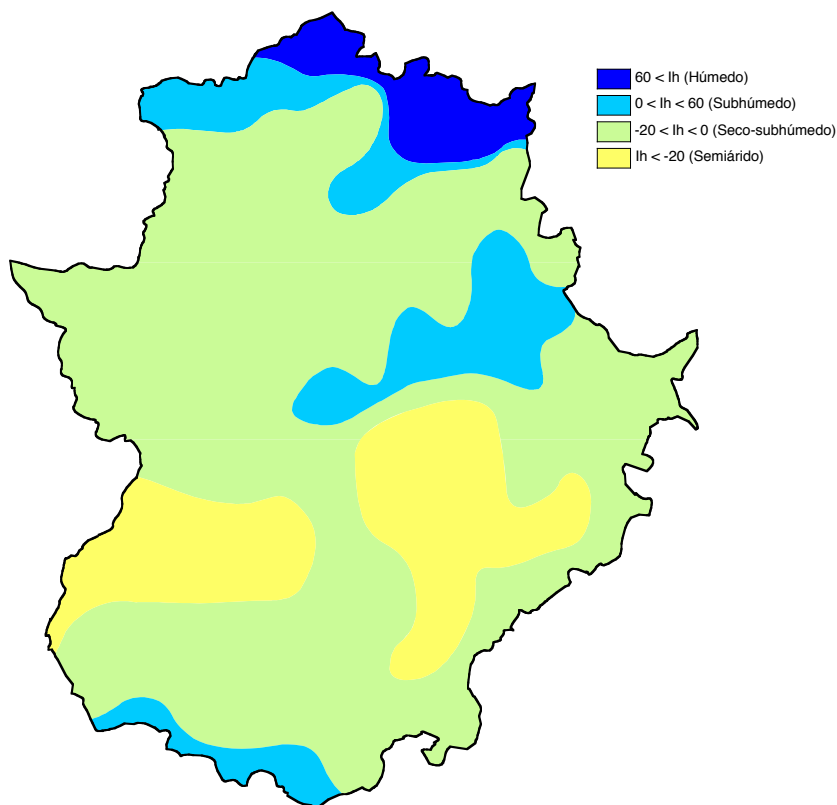 60 < Ih (Húmedo)
0 < Ih < 60 (Subhúmedo)
-20 < Ih < 0 (Seco-subhúmedo)
Ih < -20 (Semiárido)